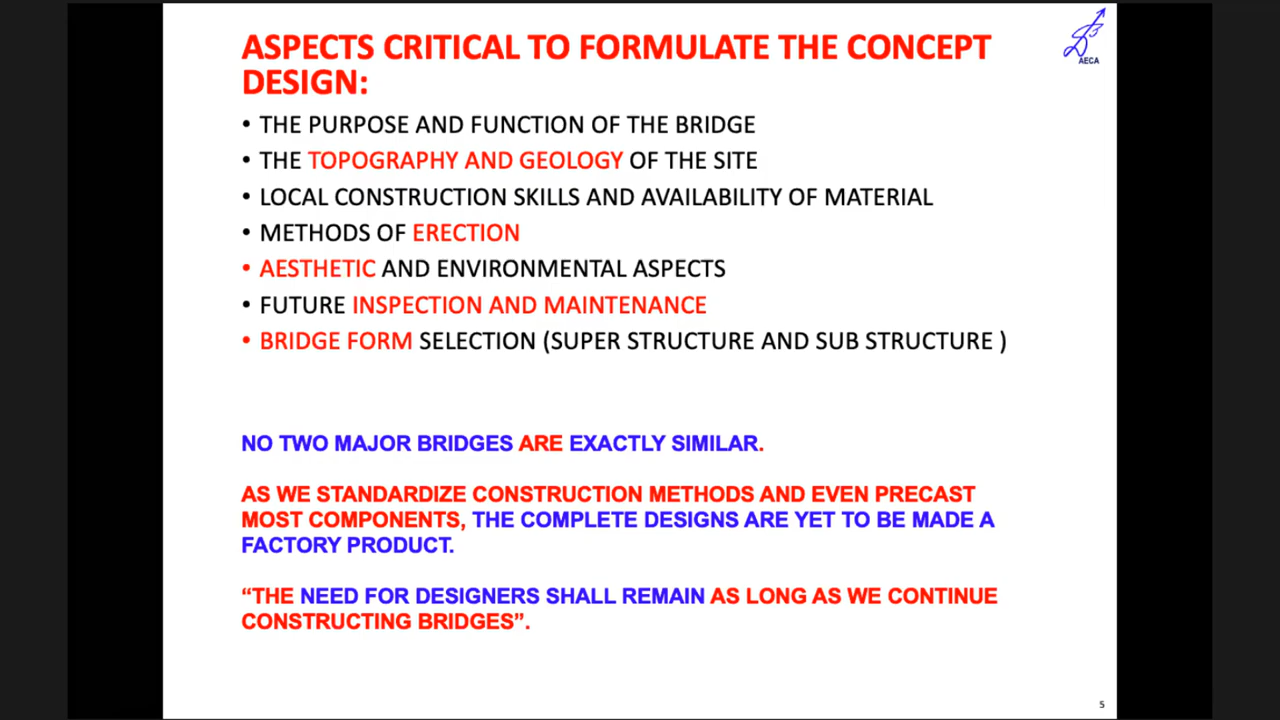 ASPECTS CRITICAL TO FORMULATE THE CONCEPT
DESIGN:
AECA
• THE PURPOSE AND FUNCTION OF THE BRIDGE
• THE TOPOGRAPHY AND GEOLOGY OF THE SITE
• LOCAL CONSTRUCTION SKILLS AND AVAILABILITY OF MATERIAL
• METHODS OF ERECTION
• AESTHETIC AND ENVIRONMENTAL ASPECTS
• FUTURE INSPECTION AND MAINTENANCE
• BRIDGE FORM SELECTION (SUPER STRUCTURE AND SUB STRUCTURE )
NO TWO MAJOR BRIDGES ARE EXACTLY SIMILAR.
AS WE STANDARDIZE CONSTRUCTION METHODS AND EVEN PRECAST
MOST COMPONENTS, THE COMPLETE DESIGNS ARE YET TO BE MADE A
FACTORY PRODUCT.
“THE NEED FOR DESIGNERS SHALL REMAIN AS LONG AS WE CONTINUE
CONSTRUCTING BRIDGES”.
5